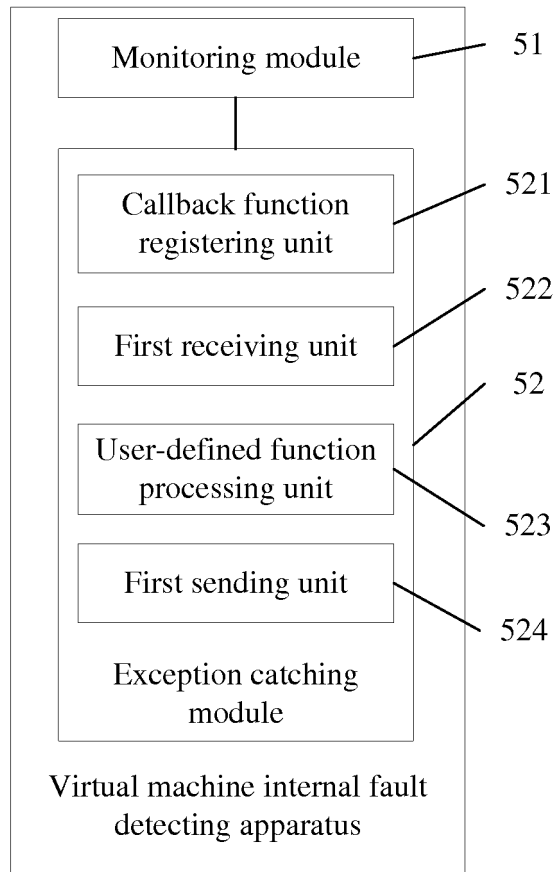 Monitoring module
51
Callback function
registering unit
521
First receiving unit
522
52
User-defined function
processing unit
523
First sending unit
524
Exception catching
module
Virtual machine internal fault
detecting apparatus